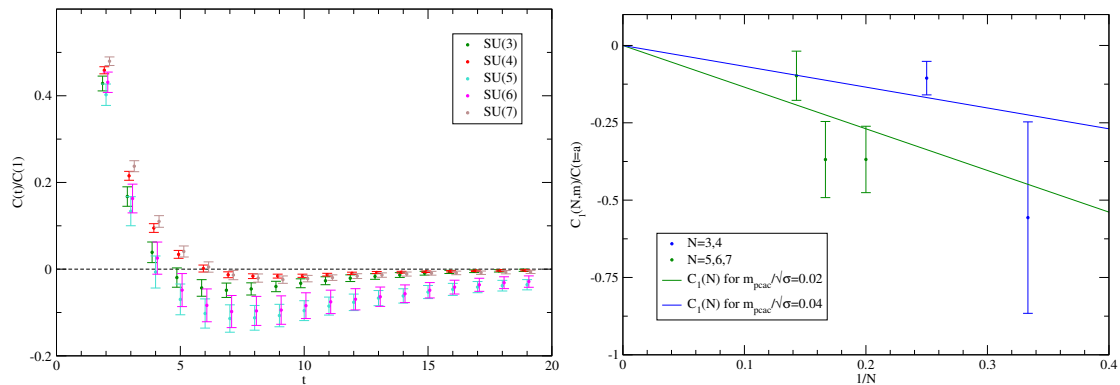 0.4
0.2
0
-0.2
C(t)/C(1)
0
5
10
15
20
t
SU(3)
SU(4)
SU(5)
SU(6)
SU(7)
0
-0.25
-0.5
-0.75
-1
C₁(N,m)/C(t=a)
0
0.1
0.2
0.3
0.4
1/N
N=3,4
N=5,6,7
C₁(N) for m_pcac/√σ=0.02
C₁(N) for m_pcac/√σ=0.04